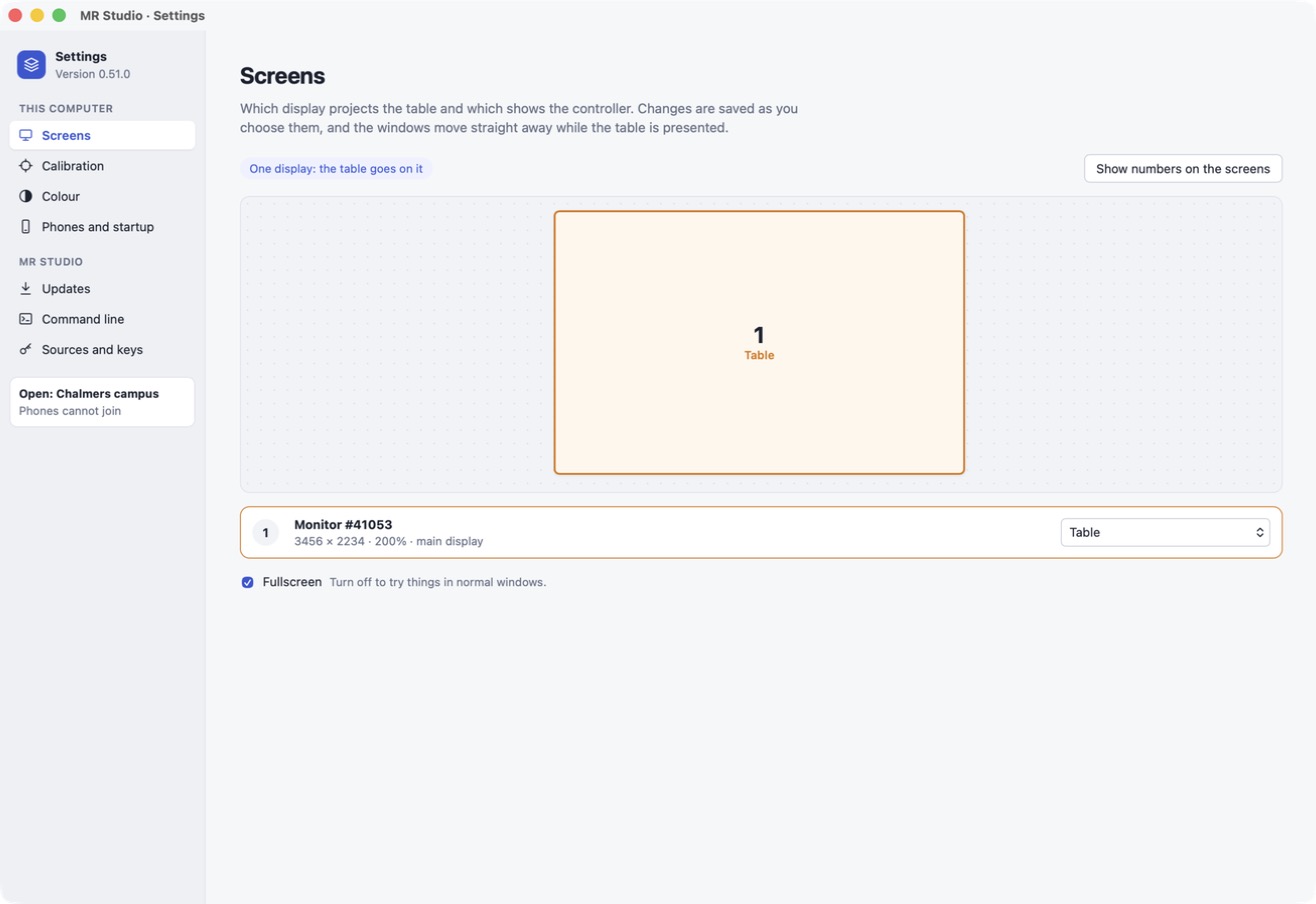 MR Studio · Settings
Settings
Version 0.51.0
THIS COMPUTER
Screens
Calibration
Colour
Phones and startup
MR STUDIO
Updates
Command line
Sources and keys
Open: Chalmers campus
Phones cannot join
Screens
Which display projects the table and which shows the controller. Changes are saved as you
choose them, and the windows move straight away while the table is presented.
One display: the table goes on it
Show numbers on the screens
1
Table
1
Monitor #41053
3456 × 2234 · 200% · main display
Table
Fullscreen Turn off to try things in normal windows.